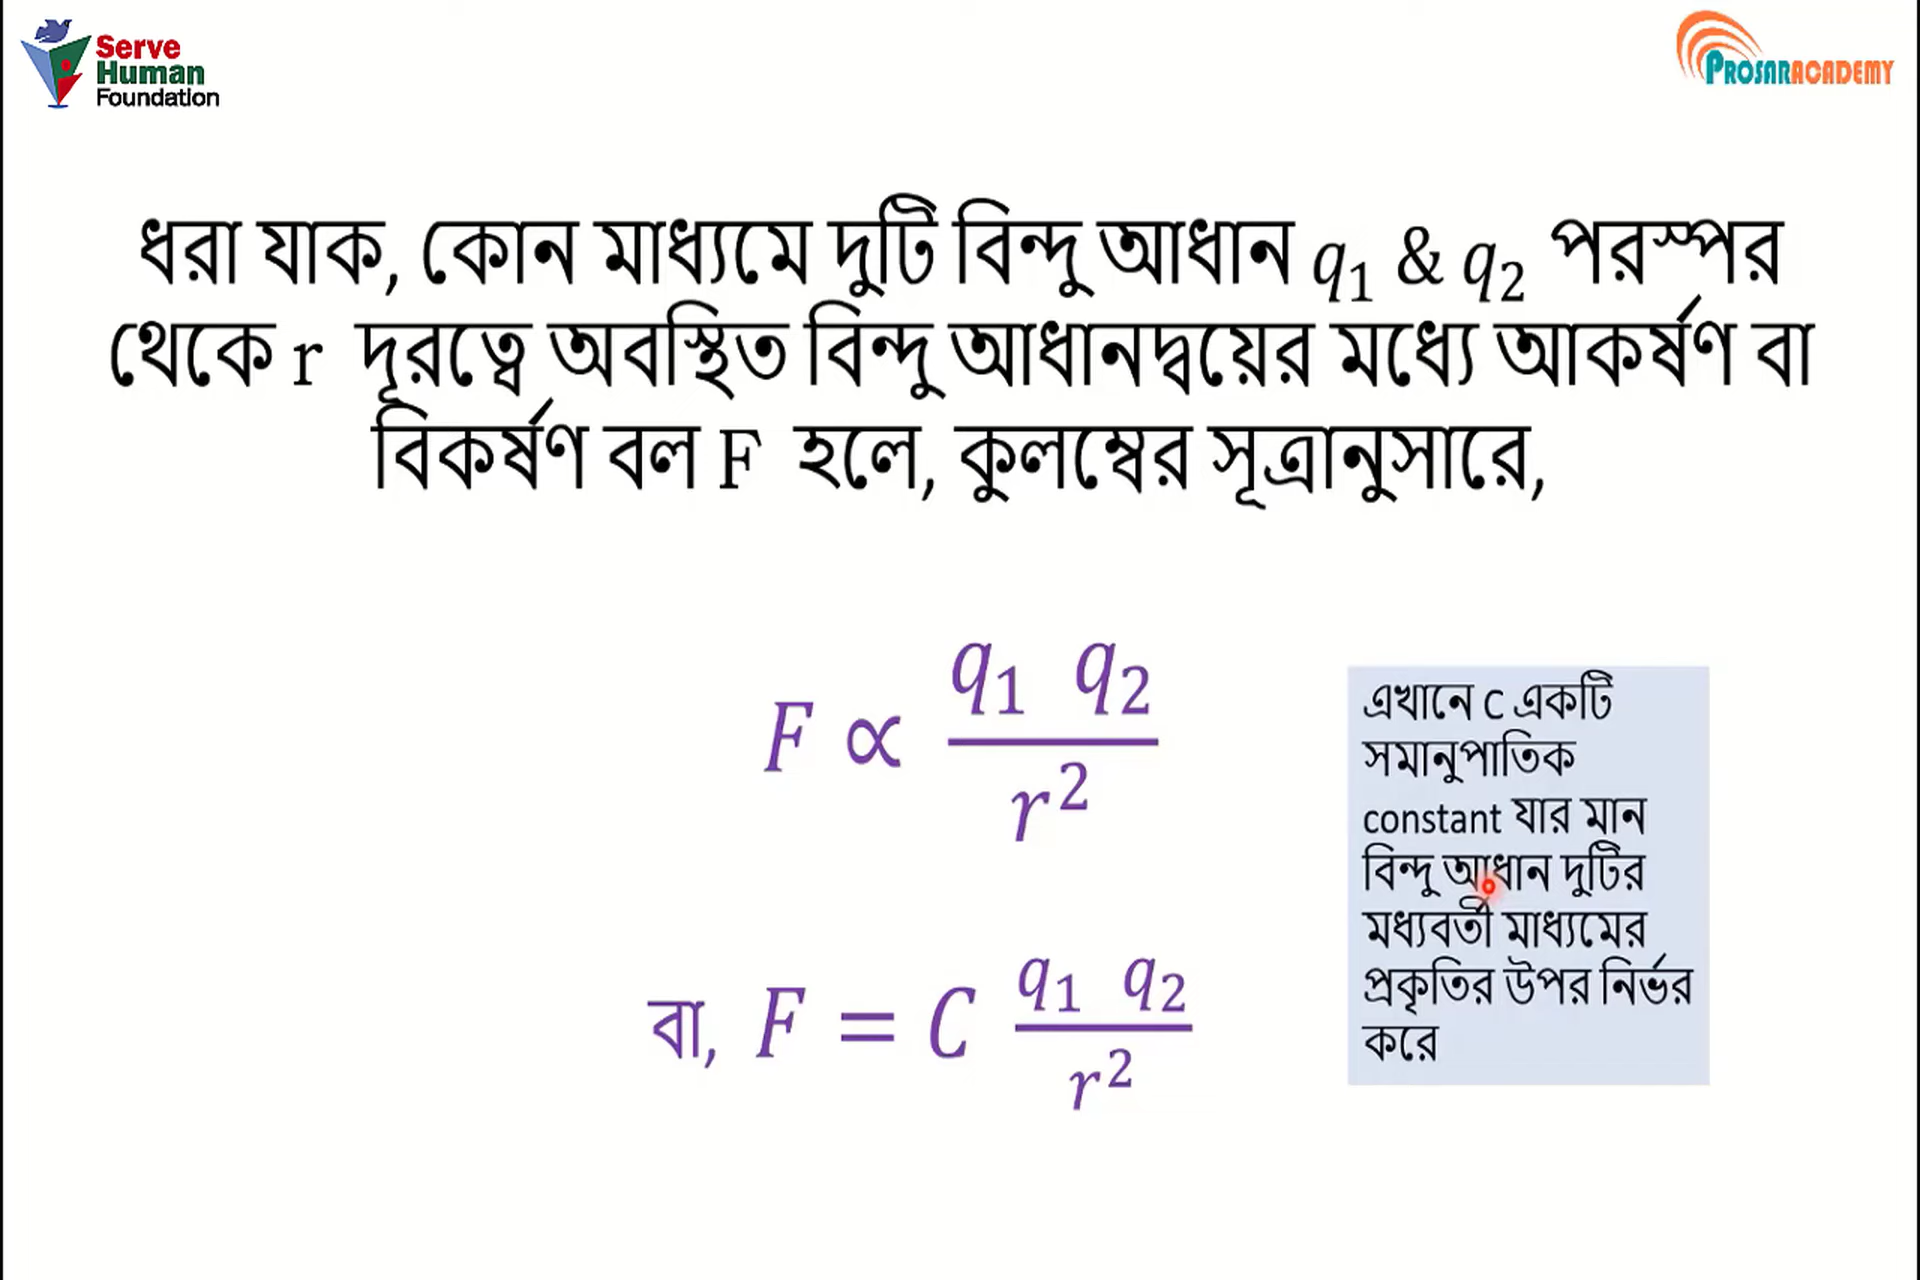 Serve
Human
Foundation
PROSARACADEMY
ধরা যাক, কোন মাধ্যমে দুটি বিন্দু আধান q₁ & q₂ পরস্পর
থেকে r দূরত্বে অবস্থিত বিন্দু আধানদ্বয়ের মধ্যে আকর্ষণ বা
বিকর্ষণ বল F হলে, কুলম্বের সূত্রানুসারে,
F ∝ q₁ q₂ / r²
বা, F = C q₁ q₂ / r²
এখানে C একটি
সমানুপাতিক
constant যার মান
বিন্দু আধান দুটির
মধ্যবর্তী মাধ্যমের
প্রকৃতির উপর নির্ভর
করে